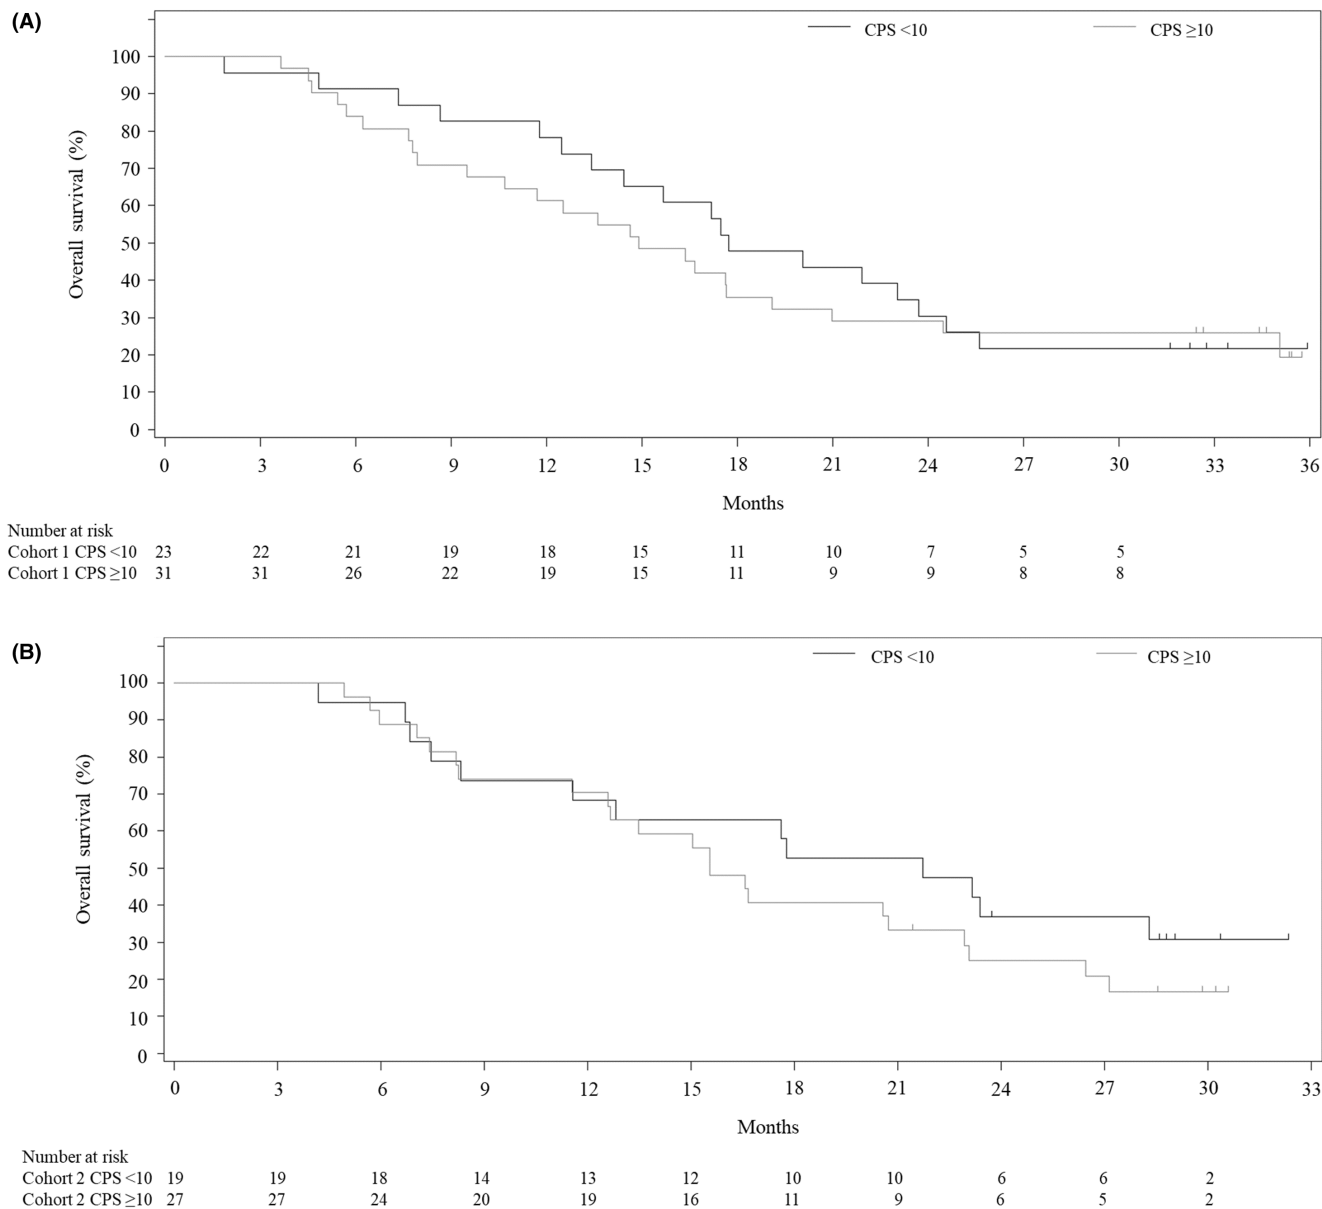 (A)
CPS <10 CPS ≥10
Overall survival (%)
100
90
80
70
60
50
40
30
20
10
0
0 3 6 9 12 15 18 21 24 27 30 33 36
Months
Number at risk
Cohort 1 CPS <10 23 22 21 19 18 15 11 10 7 5 5
Cohort 1 CPS ≥10 31 31 26 22 19 15 11 9 9 8 8
(B)
CPS <10 CPS ≥10
Overall survival (%)
100
90
80
70
60
50
40
30
20
10
0
0 3 6 9 12 15 18 21 24 27 30 33
Months
Number at risk
Cohort 2 CPS <10 19 19 18 14 13 12 10 10 6 6 2
Cohort 2 CPS ≥10 27 27 24 20 19 16 11 9 6 5 2